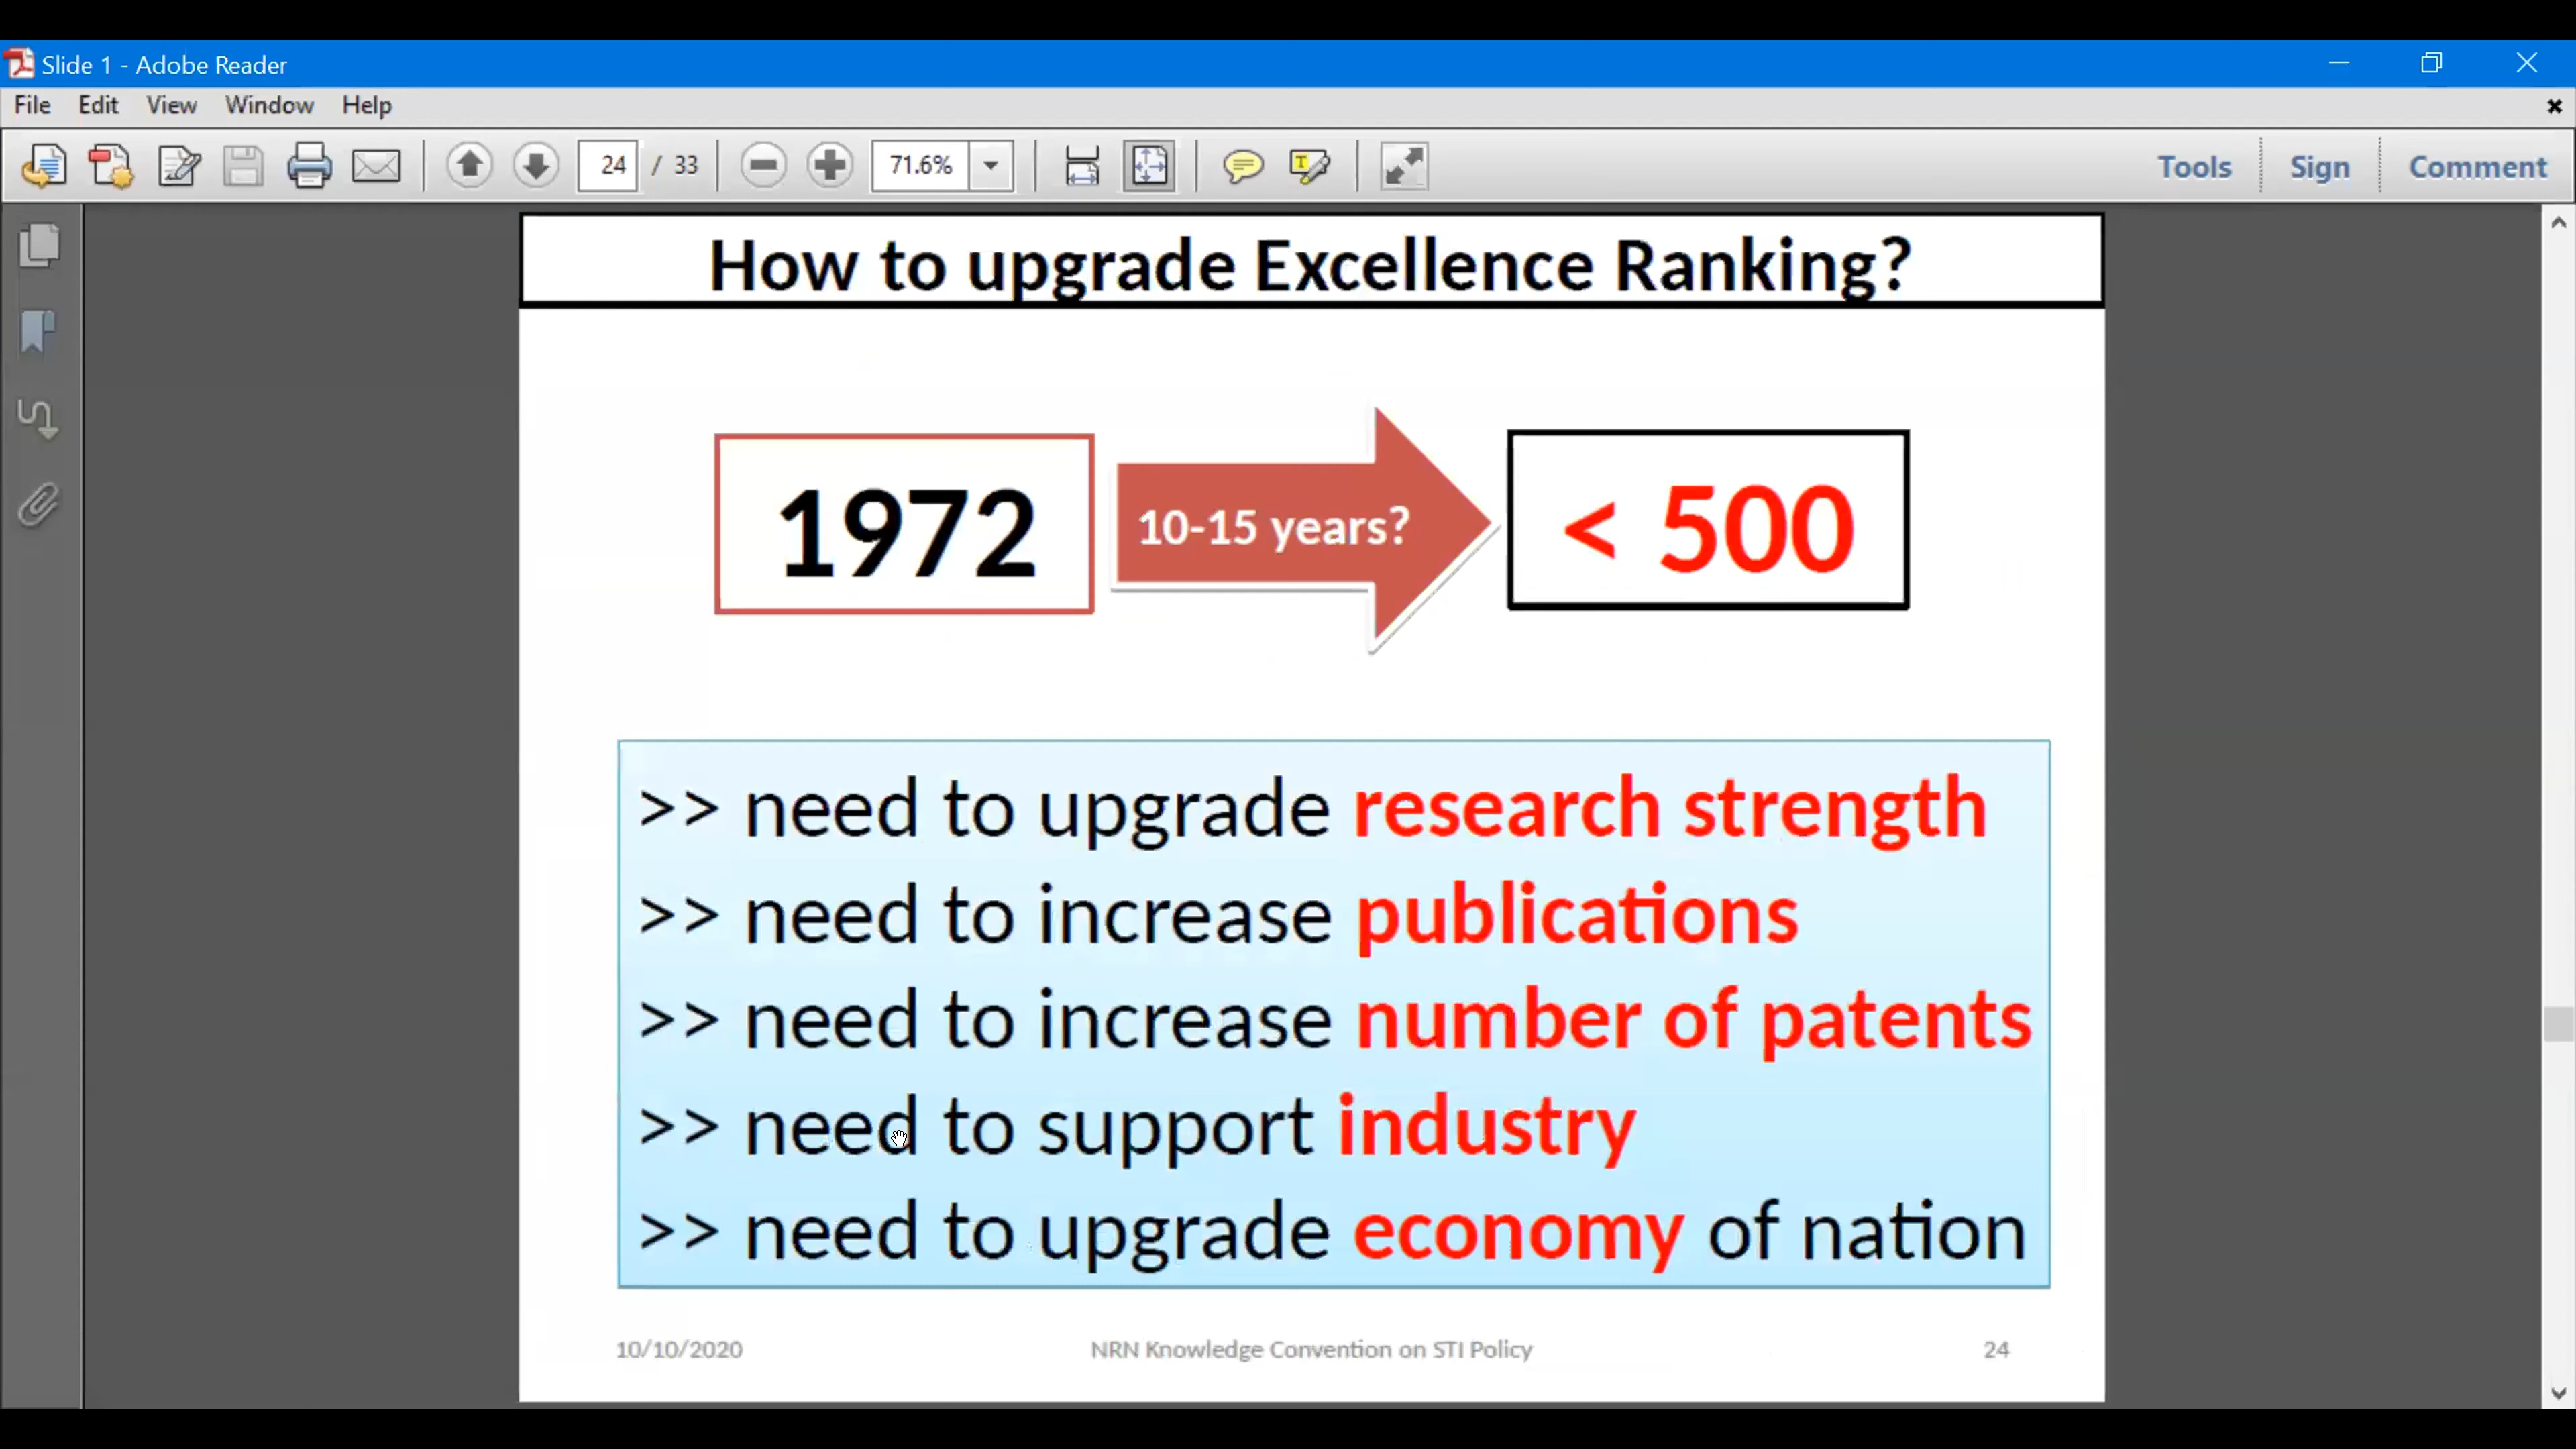 Slide 1 - Adobe Reader
File Edit View Window Help
24 / 33 71.6% Tools Sign Comment
How to upgrade Excellence Ranking?
1972 10-15 years? < 500
>> need to upgrade research strength
>> need to increase publications
>> need to increase number of patents
>> need to support industry
>> need to upgrade economy of nation
10/10/2020 NRN Knowledge Convention on STI Policy 24